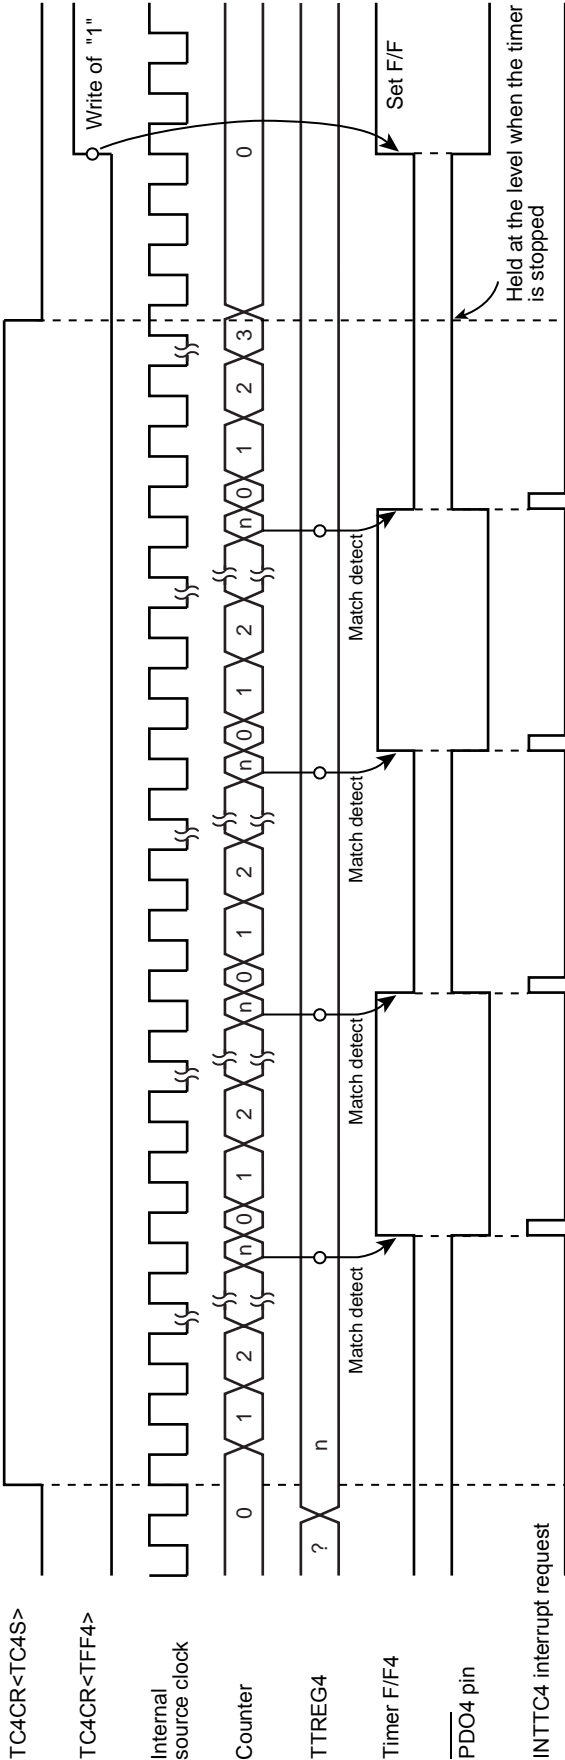 TC4CR<TC4S>
TC4CR<TFF4>
Write of "1"
Internal
source clock
Counter
0 1 2 n 0 1 2 n 0 1 2 n 0 1 2 n 0 1 2 3 0
TTREG4
? n
Match detect
Match detect
Match detect
Match detect
Timer F/F4
Set F/F
PDO4 pin
Held at the level when the timer
is stopped
INTTC4 interrupt request